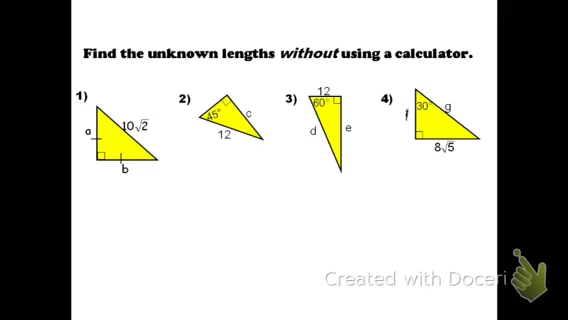 Find the unknown lengths without using a calculator.
1)
a
10√2
b
2)
45°
c
12
3)
12
60°
d
e
4)
f
30°
g
8√5
Created with Doceri